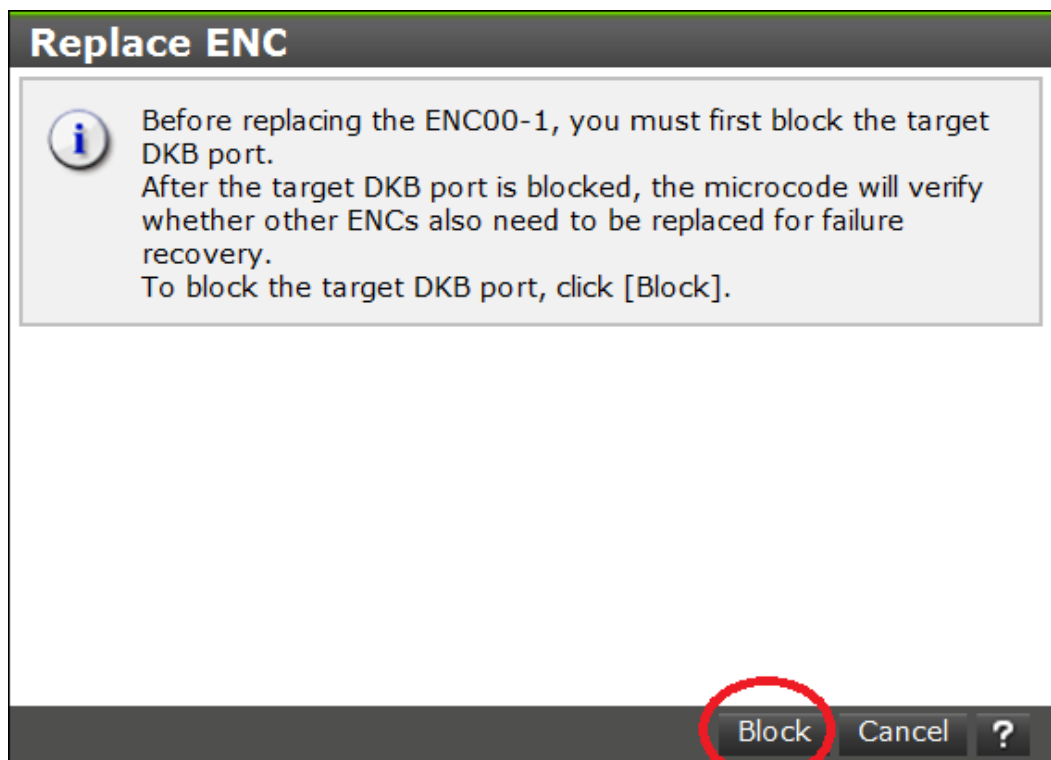 Replace ENC
Before replacing the ENC00-1, you must first block the target
DKB port.
After the target DKB port is blocked, the microcode will verify
whether other ENCs also need to be replaced for failure
recovery.
To block the target DKB port, click [Block].
Block Cancel ?